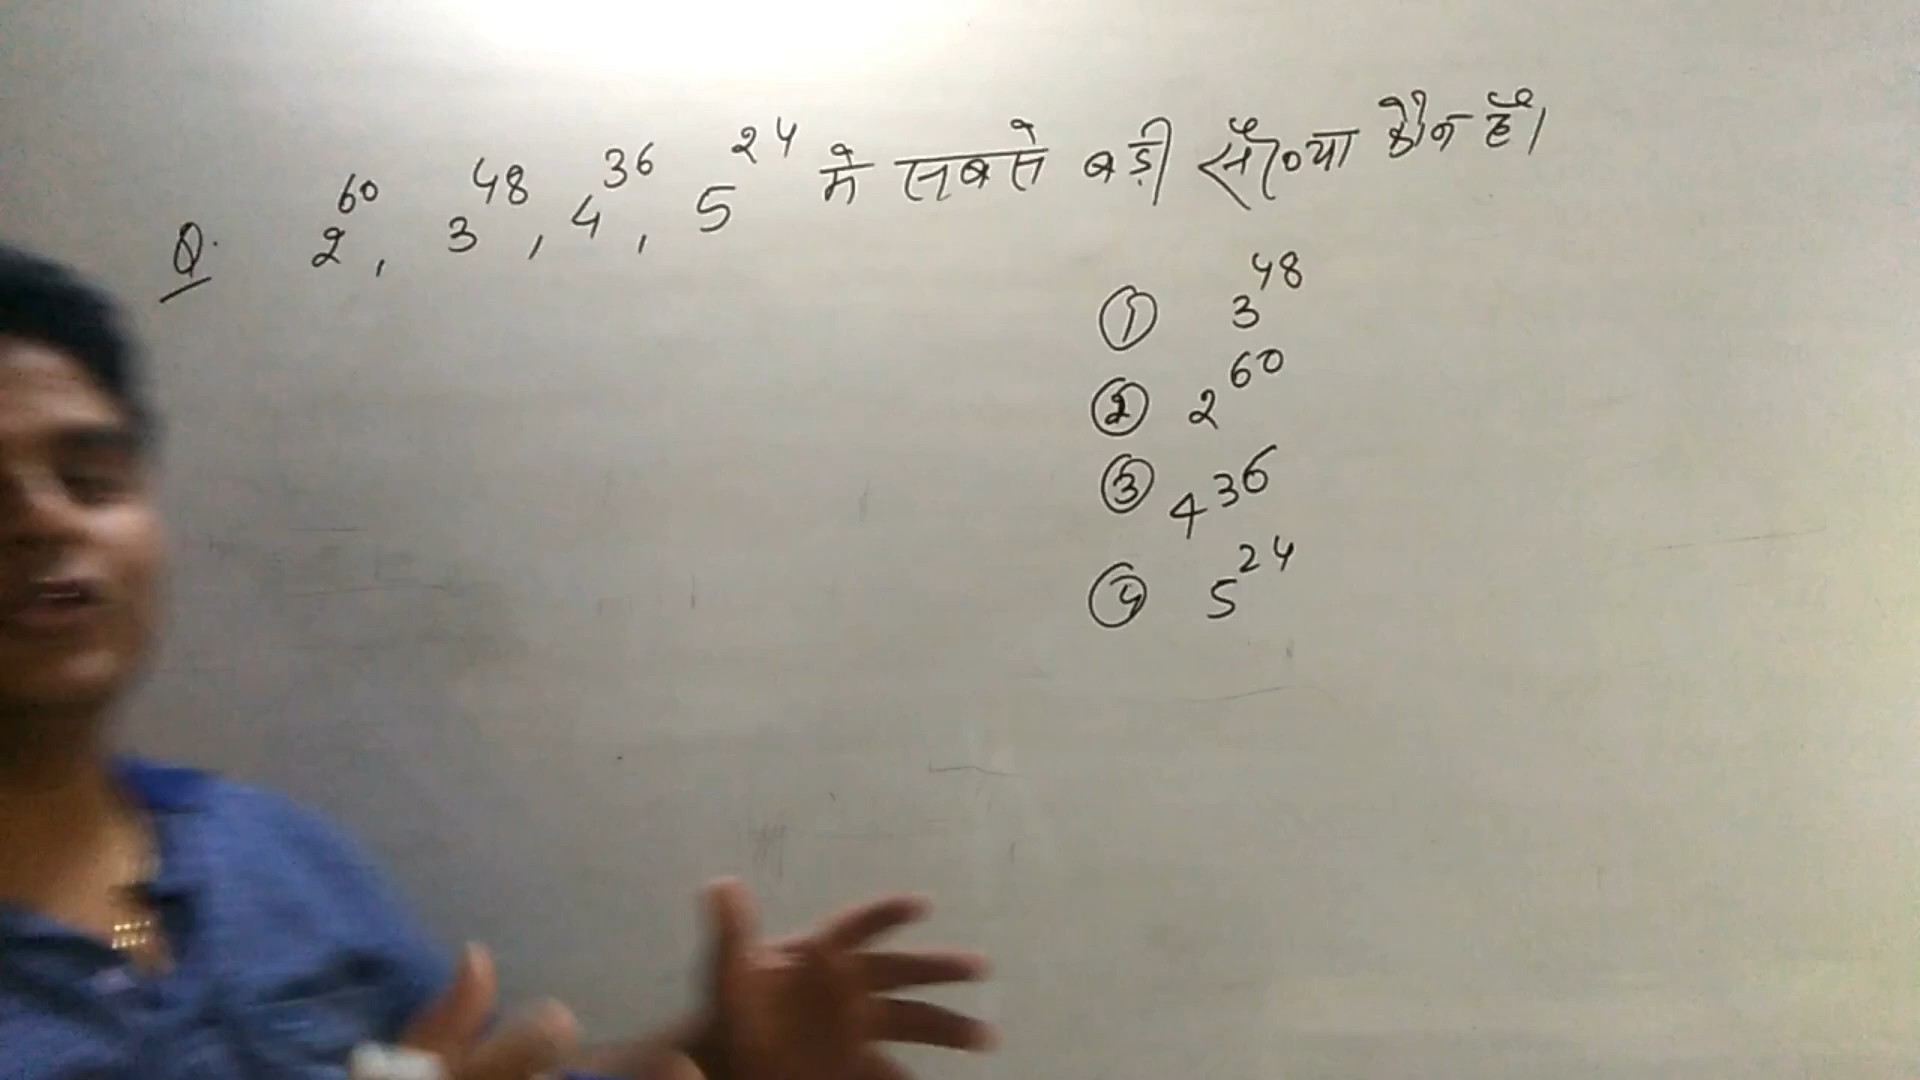 Q. 2^60, 3^48, 4^36, 5^24 में सबसे बड़ी संख्या कौन है।
① 3^48
② 2^60
③ 4^36
④ 5^24